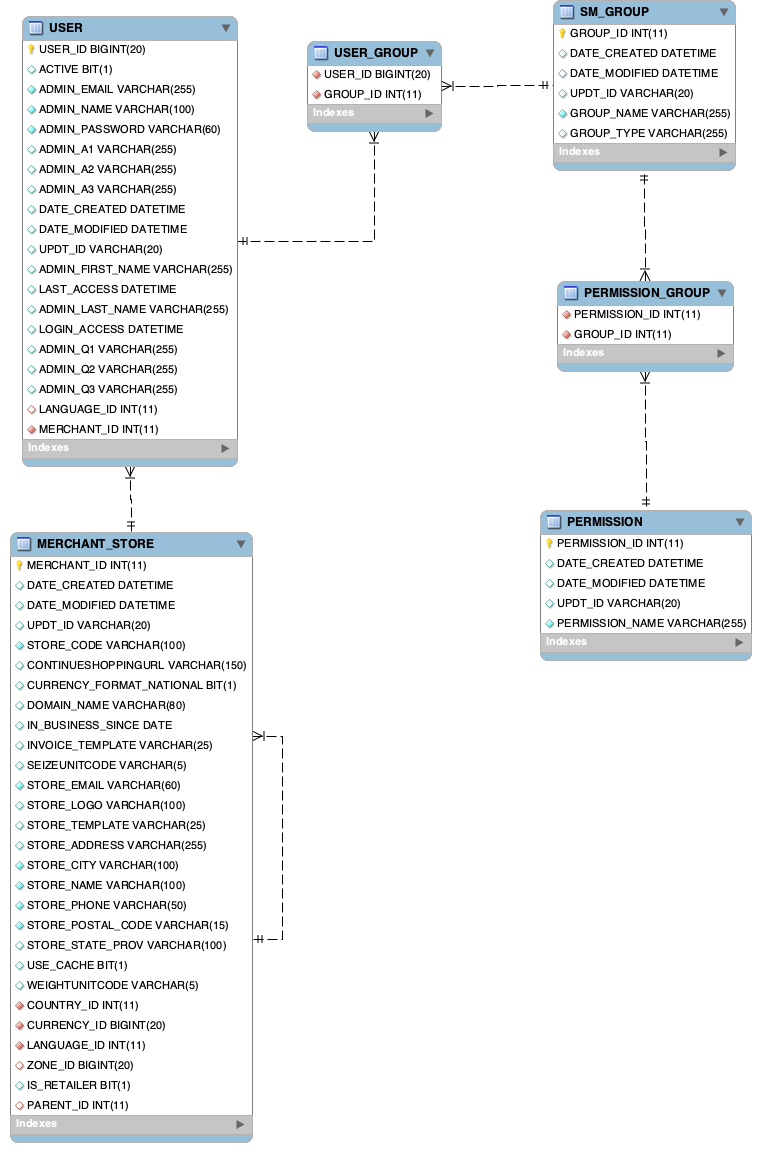 USER
USER_ID BIGINT(20)
ACTIVE BIT(1)
ADMIN_EMAIL VARCHAR(255)
ADMIN_NAME VARCHAR(100)
ADMIN_PASSWORD VARCHAR(60)
ADMIN_A1 VARCHAR(255)
ADMIN_A2 VARCHAR(255)
ADMIN_A3 VARCHAR(255)
DATE_CREATED DATETIME
DATE_MODIFIED DATETIME
UPDT_ID VARCHAR(20)
ADMIN_FIRST_NAME VARCHAR(255)
LAST_ACCESS DATETIME
ADMIN_LAST_NAME VARCHAR(255)
LOGIN_ACCESS DATETIME
ADMIN_Q1 VARCHAR(255)
ADMIN_Q2 VARCHAR(255)
ADMIN_Q3 VARCHAR(255)
LANGUAGE_ID INT(11)
MERCHANT_ID INT(11)
Indexes
USER_GROUP
USER_ID BIGINT(20)
GROUP_ID INT(11)
Indexes
SM_GROUP
GROUP_ID INT(11)
DATE_CREATED DATETIME
DATE_MODIFIED DATETIME
UPDT_ID VARCHAR(20)
GROUP_NAME VARCHAR(255)
GROUP_TYPE VARCHAR(255)
Indexes
PERMISSION_GROUP
PERMISSION_ID INT(11)
GROUP_ID INT(11)
Indexes
PERMISSION
PERMISSION_ID INT(11)
DATE_CREATED DATETIME
DATE_MODIFIED DATETIME
UPDT_ID VARCHAR(20)
PERMISSION_NAME VARCHAR(255)
Indexes
MERCHANT_STORE
MERCHANT_ID INT(11)
DATE_CREATED DATETIME
DATE_MODIFIED DATETIME
UPDT_ID VARCHAR(20)
STORE_CODE VARCHAR(100)
CONTINUESHOPPINGURL VARCHAR(150)
CURRENCY_FORMAT_NATIONAL BIT(1)
DOMAIN_NAME VARCHAR(80)
IN_BUSINESS_SINCE DATE
INVOICE_TEMPLATE VARCHAR(25)
SEIZEUNITCODE VARCHAR(5)
STORE_EMAIL VARCHAR(60)
STORE_LOGO VARCHAR(100)
STORE_TEMPLATE VARCHAR(25)
STORE_ADDRESS VARCHAR(255)
STORE_CITY VARCHAR(100)
STORE_NAME VARCHAR(100)
STORE_PHONE VARCHAR(50)
STORE_POSTAL_CODE VARCHAR(15)
STORE_STATE_PROV VARCHAR(100)
USE_CACHE BIT(1)
WEIGHTUNITCODE VARCHAR(5)
COUNTRY_ID INT(11)
CURRENCY_ID BIGINT(20)
LANGUAGE_ID INT(11)
ZONE_ID BIGINT(20)
IS_RETAILER BIT(1)
PARENT_ID INT(11)
Indexes